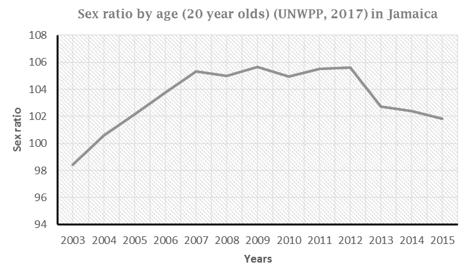 Sex ratio by age (20 year olds) (UNWPP, 2017) in Jamaica
108
106
104
102
100
98
96
94
Sex ratio
2003 2004 2005 2006 2007 2008 2009 2010 2011 2012 2013 2014 2015
Years